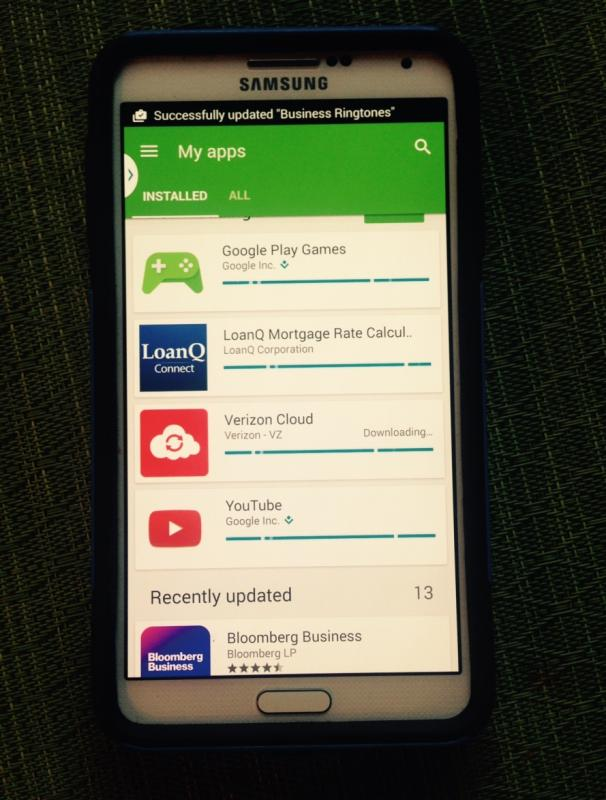 SAMSUNG
Successfully updated "Business Ringtones"
My apps
INSTALLED
ALL
Google Play Games
Google Inc.
LoanQ
Connect
LoanQ Mortgage Rate Calcul..
LoanQ Corporation
Verizon Cloud
Verizon - VZ
Downloading...
YouTube
Google Inc.
Recently updated
13
Bloomberg
Business
Bloomberg Business
Bloomberg LP